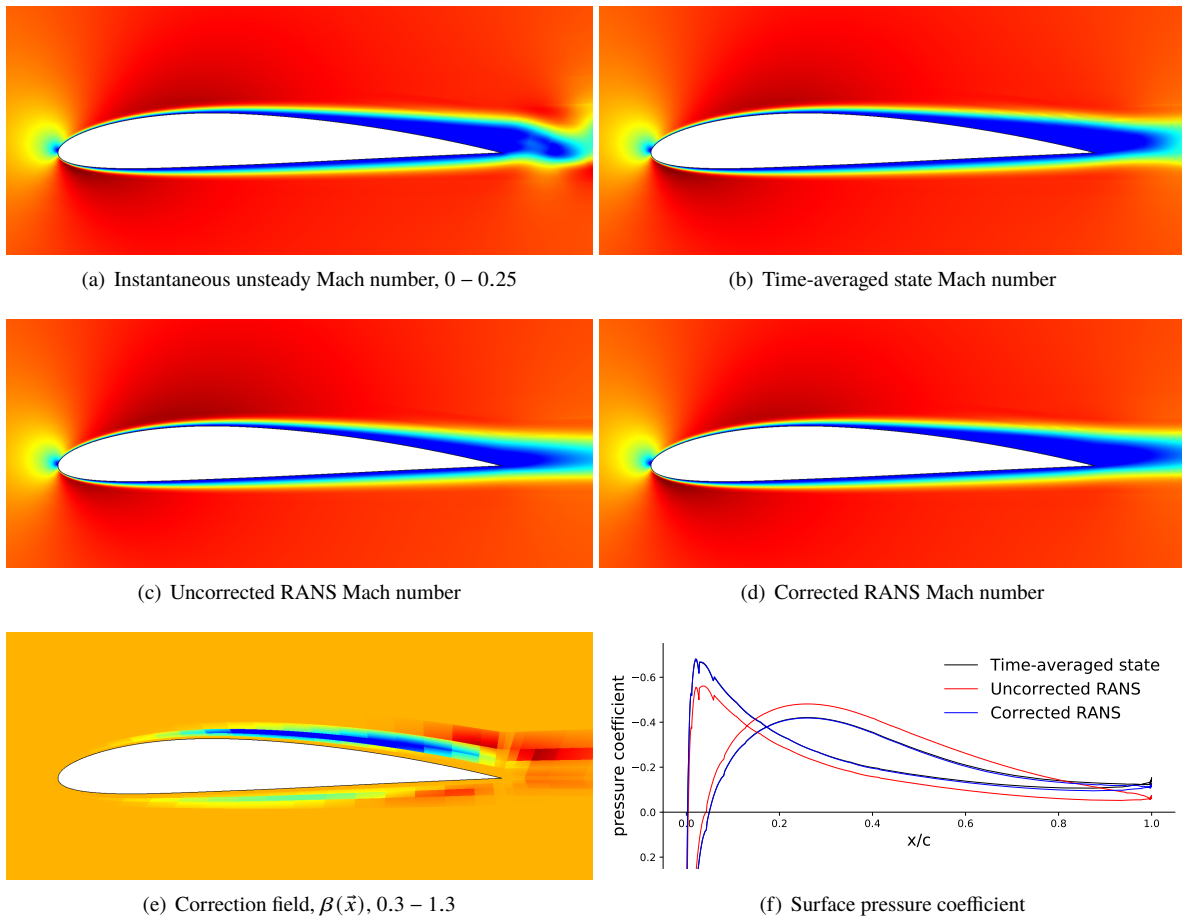 (a) Instantaneous unsteady Mach number, 0 – 0.25
(b) Time-averaged state Mach number
(c) Uncorrected RANS Mach number
(d) Corrected RANS Mach number
pressure coefficient
−0.6
−0.4
−0.2
0.0
0.2
0.0
0.2
0.4
0.6
0.8
1.0
x/c
Time-averaged state
Uncorrected RANS
Corrected RANS
(e) Correction field, β(x⃗), 0.3 – 1.3
(f) Surface pressure coefficient